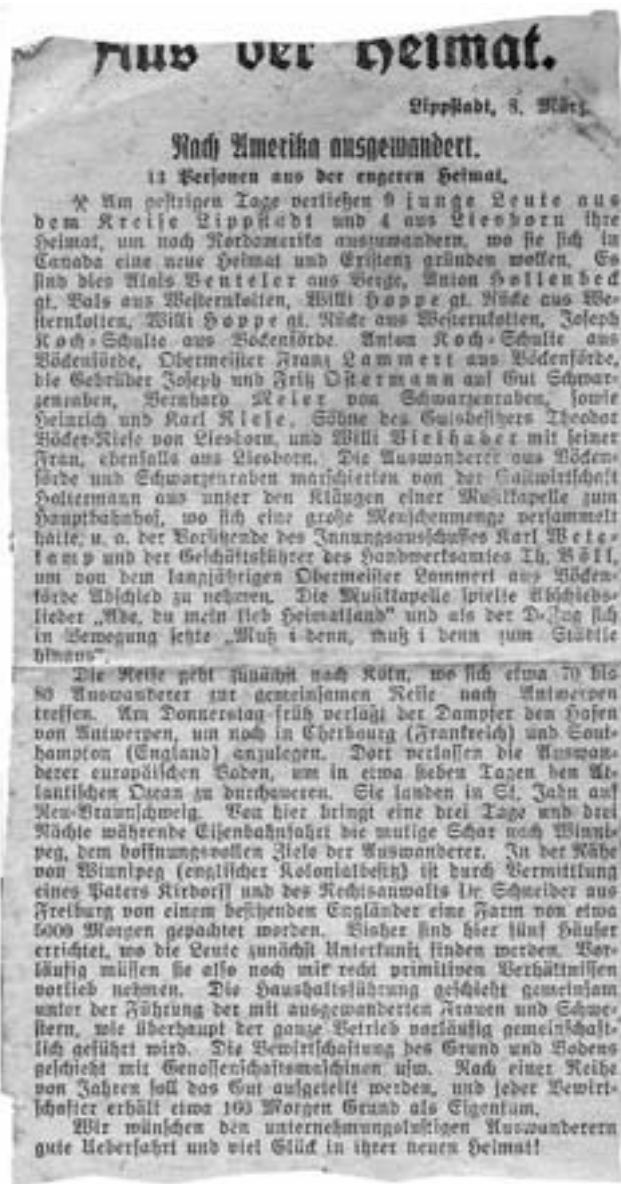 Aus der Heimat.
Lippstadt, 8. März.
Nach Amerika ausgewandert.
13 Personen aus der engeren Heimat.
Am gestrigen Tage verließen 9 junge Leute aus
dem Kreise Lippstadt und 4 aus Liesborn ihre
Heimat, um nach Nordamerika auszuwandern, wo sie sich in
Canada eine neue Heimat und Existenz gründen wollen. Es
sind dies Alois Benteler aus Berge, Anton Hollenbeck
gt. Bals aus Westernkotten, Willi Hoppe gt. Nücke aus We-
sternkotten, Willi Hoppe gt. Nücke aus Westernkotten, Joseph
Koch-Schulte aus Böckenförde. Anton Koch-Schulte aus
Böckenförde, Obermeister Franz Lammert aus Böckenförde,
die Gebrüder Joseph und Fritz Ostermann auf Gut Schwar-
zenraben, Bernhard Meier von Schwarzenraben, sowie
Heinrich und Karl Riese, Söhne des Gutsbesitzers Theodor
Böcker-Riese von Liesborn, und Willi Vielhaber mit seiner
Frau, ebenfalls aus Liesborn. Die Auswanderer aus Böcken-
förde und Schwarzenraben marschierten von der Gastwirtschaft
Holtermann aus unter den Klängen einer Musikkapelle zum
Hauptbahnhof, wo sich eine große Menschenmenge versammelt
hatte, u. a. der Vorsitzende des Innungsausschusses Karl Wete-
kamp und der Geschäftsführer des Handwerksamtes Th. Böll,
um von dem langjährigen Obermeister Lammert aus Böcken-
förde Abschied zu nehmen. Die Musikkapelle spielte Abschieds-
lieder „Ade, du mein lieb Heimatland" und als der D-Zug sich
in Bewegung setzte „Muß i denn, muß i denn zum Städtle
hinaus".
Die Reise geht zunächst nach Köln, wo sich etwa 70 bis
80 Auswanderer zur gemeinsamen Reise nach Antwerpen
treffen. Am Donnerstag früh verläßt der Dampfer den Hafen
von Antwerpen, um noch in Cherbourg (Frankreich) und Sout-
hampton (England) anzulegen. Dort verlassen die Auswan-
derer europäischen Boden, um in etwa sieben Tagen den At-
lantischen Ozean zu durchqueren. Sie landen in St. Jahn auf
Neu-Braunschweig. Von hier bringt eine drei Tage und drei
Nächte währende Eisenbahnfahrt die mutige Schar nach Winni-
peg, dem hoffnungsvollen Ziele der Auswanderer. In der Nähe
von Winnipeg (englischer Kolonialbesitz) ist durch Vermittlung
eines Paters Kirdorff und des Rechtsanwalts Dr. Schneider aus
Freiburg von einem besitzenden Engländer eine Farm von etwa
5000 Morgen gepachtet worden. Bisher sind hier fünf Häuser
errichtet, wo die Leute zunächst Unterkunft finden werden. Vor-
läufig müssen sie also noch mit recht primitiven Verhältnissen
vorlieb nehmen. Die Haushaltsführung geschieht gemeinsam
unter der Führung der mit ausgewanderten Frauen und Schwe-
stern, wie überhaupt der ganze Betrieb vorläufig gemeinschaft-
lich geführt wird. Die Bewirtschaftung des Grund und Bodens
geschieht mit Genossenschaftsmaschinen usw. Nach einer Reihe
von Jahren soll das Gut aufgeteilt werden, und jeder Bewirt-
schafter erhält etwa 160 Morgen Grund als Eigentum.
Wir wünschen den unternehmungslustigen Auswanderern
gute Ueberfahrt und viel Glück in ihrer neuen Heimat!